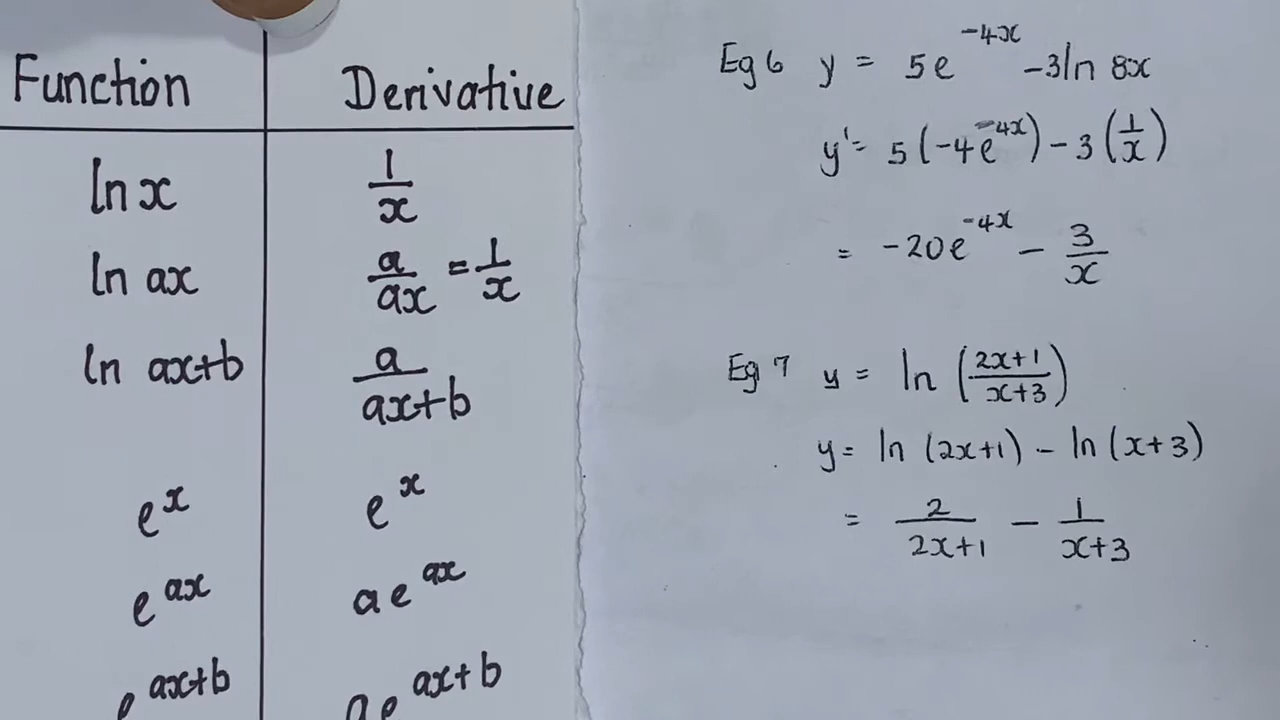 Function Derivative
ln x 1/x
ln ax a/ax = 1/x
ln ax+b a/(ax+b)
e^x e^x
e^ax ae^ax
e^(ax+b) ae^(ax+b)
Eg 6 y = 5e^(-4x) - 3ln 8x
y' = 5(-4e^(-4x)) - 3(1/x)
= -20e^(-4x) - 3/x
Eg 7 y = ln ((2x+1)/(x+3))
y = ln (2x+1) - ln (x+3)
= 2/(2x+1) - 1/(x+3)